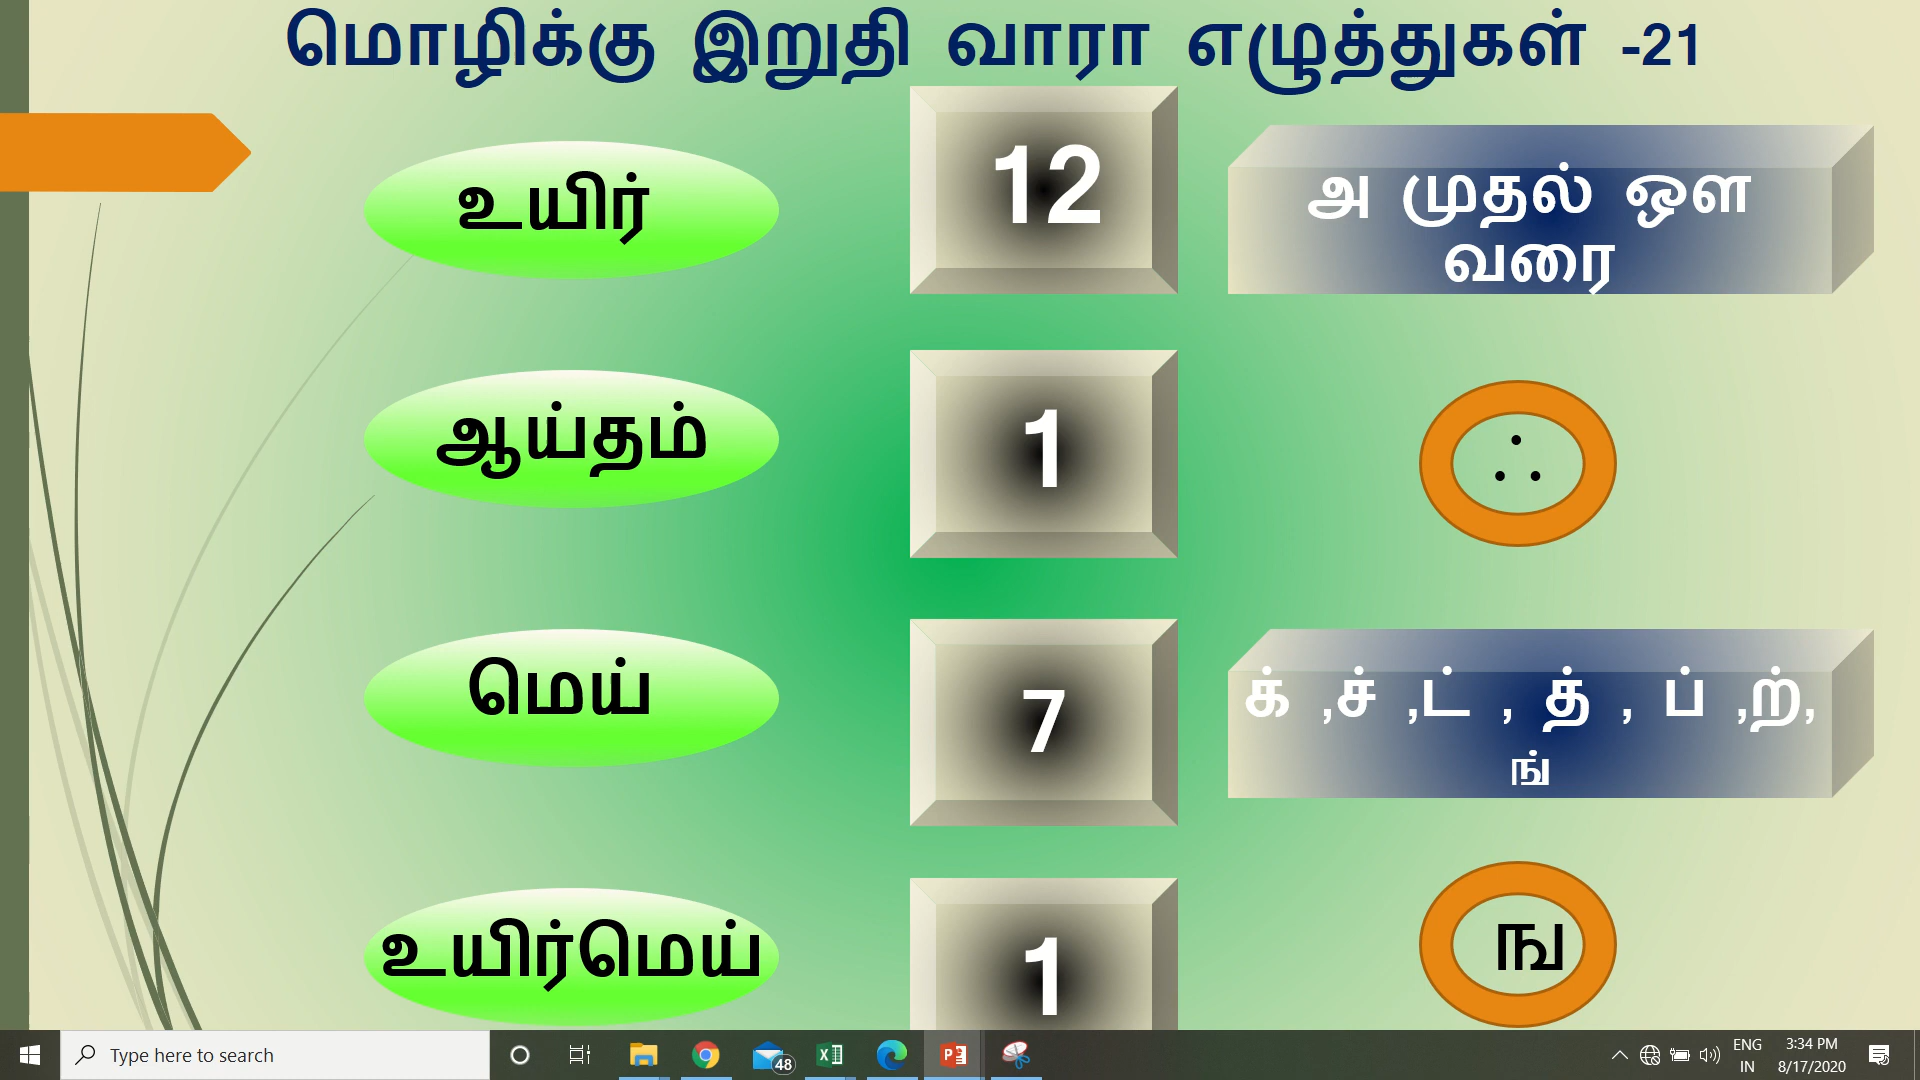 மொழிக்கு இறுதி வாரா எழுத்துகள் -21
உயிர்
12
அ முதல் ஔ
வரை
ஆய்தம்
1
ஃ
மெய்
7
க் ,ச் ,ட் , த் , ப் ,ற்,
ங்
உயிர்மெய்
1
ங
Type here to search
48
ENG
IN
3:34 PM
8/17/2020